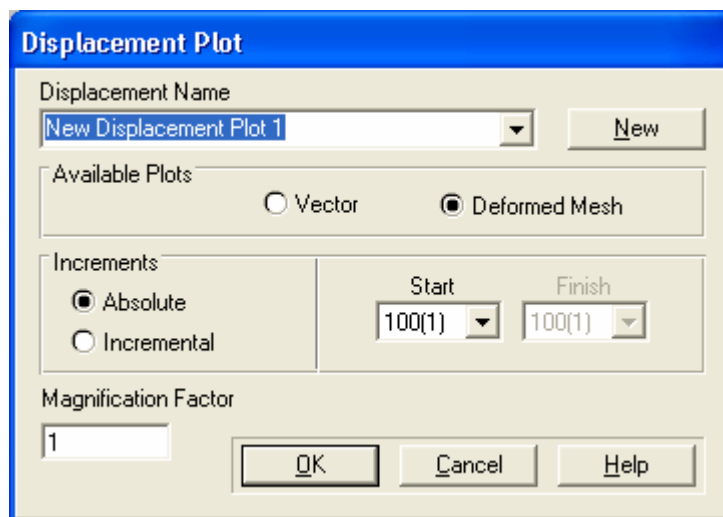 Displacement Plot
Displacement Name
New Displacement Plot 1
New
Available Plots
Vector
Deformed Mesh
Increments
Absolute
Incremental
Start
Finish
100(1)
100(1)
Magnification Factor
1
OK
Cancel
Help